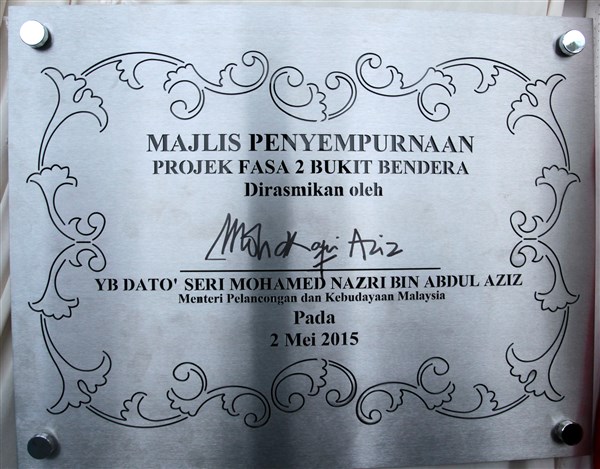 MAJLIS PENYEMPURNAAN
PROJEK FASA 2 BUKIT BENDERA
Dirasmikan oleh
YB DATO' SERI MOHAMED NAZRI BIN ABDUL AZIZ
Menteri Pelancongan dan Kebudayaan Malaysia
Pada
2 Mei 2015